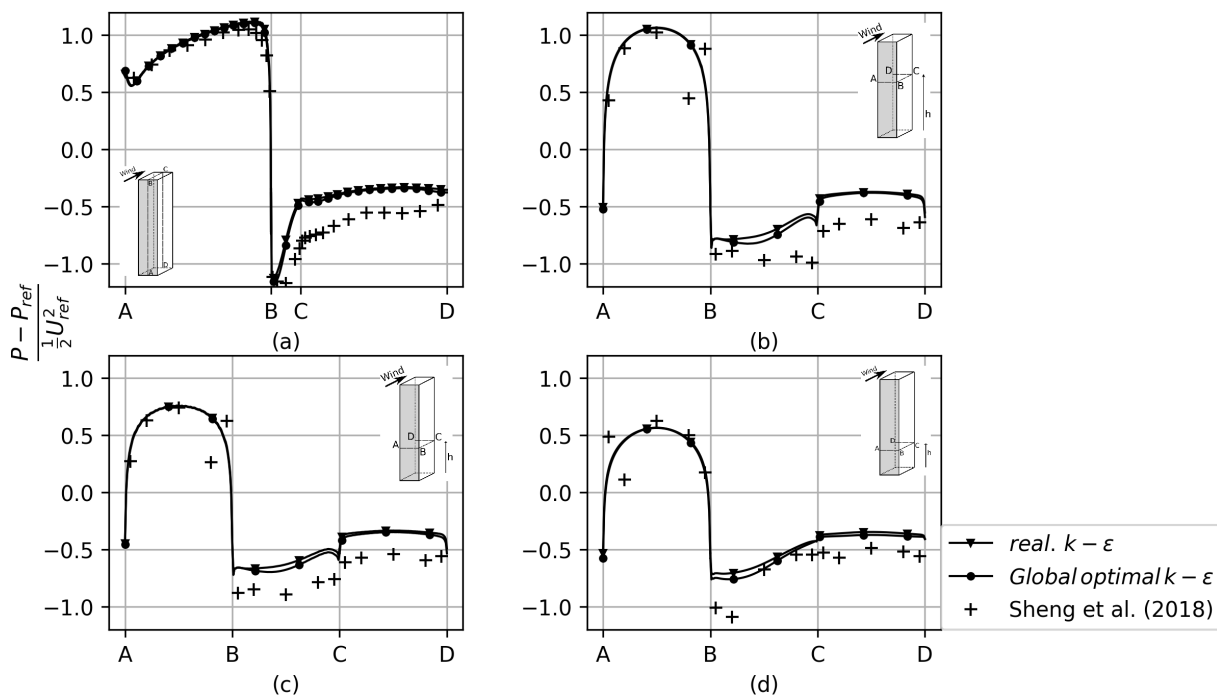 1.0
0.5
0.0
−0.5
−1.0
A
B
C
D
(a)
Wind
B
C
A
D
1.0
0.5
0.0
−0.5
−1.0
A
B
C
D
(b)
Wind
D
C
A
B
h
P − P_ref
½U²_ref
1.0
0.5
0.0
−0.5
−1.0
A
B
C
D
(c)
Wind
D
C
A
B
h
1.0
0.5
0.0
−0.5
−1.0
A
B
C
D
(d)
Wind
D
C
A
B
h
real. k − ε
Global optimal k − ε
Sheng et al. (2018)